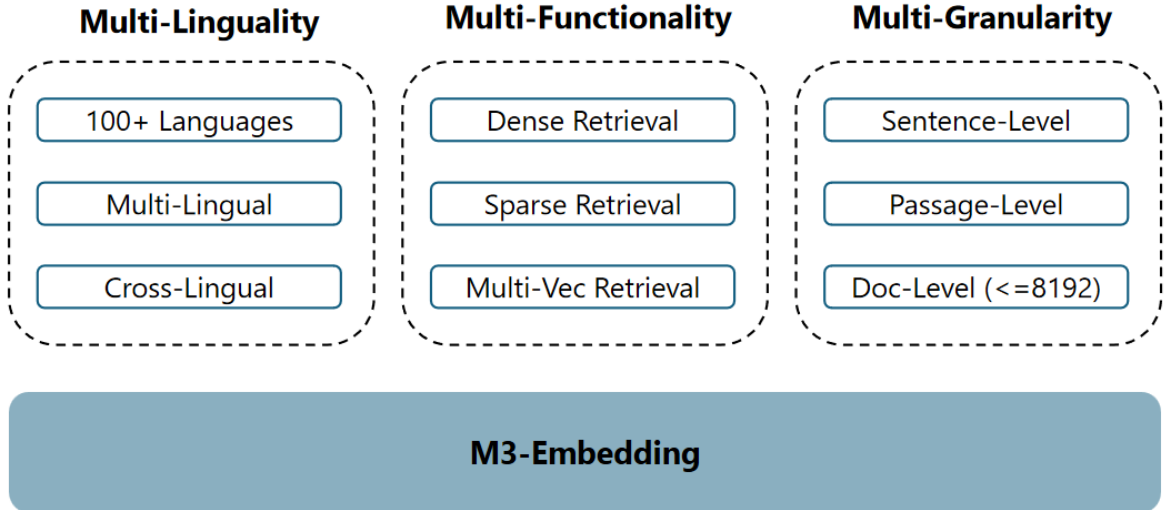 Multi-Linguality
100+ Languages
Multi-Lingual
Cross-Lingual
Multi-Functionality
Dense Retrieval
Sparse Retrieval
Multi-Vec Retrieval
Multi-Granularity
Sentence-Level
Passage-Level
Doc-Level (<=8192)
M3-Embedding